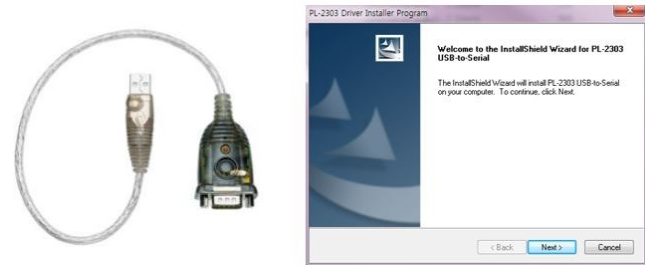 PL-2303 Driver Installer Program
Welcome to the InstallShield Wizard for PL-2303
USB-to-Serial
The InstallShield Wizard will install PL-2303 USB-to-Serial
on your computer. To continue, click Next.
< Back
Next >
Cancel